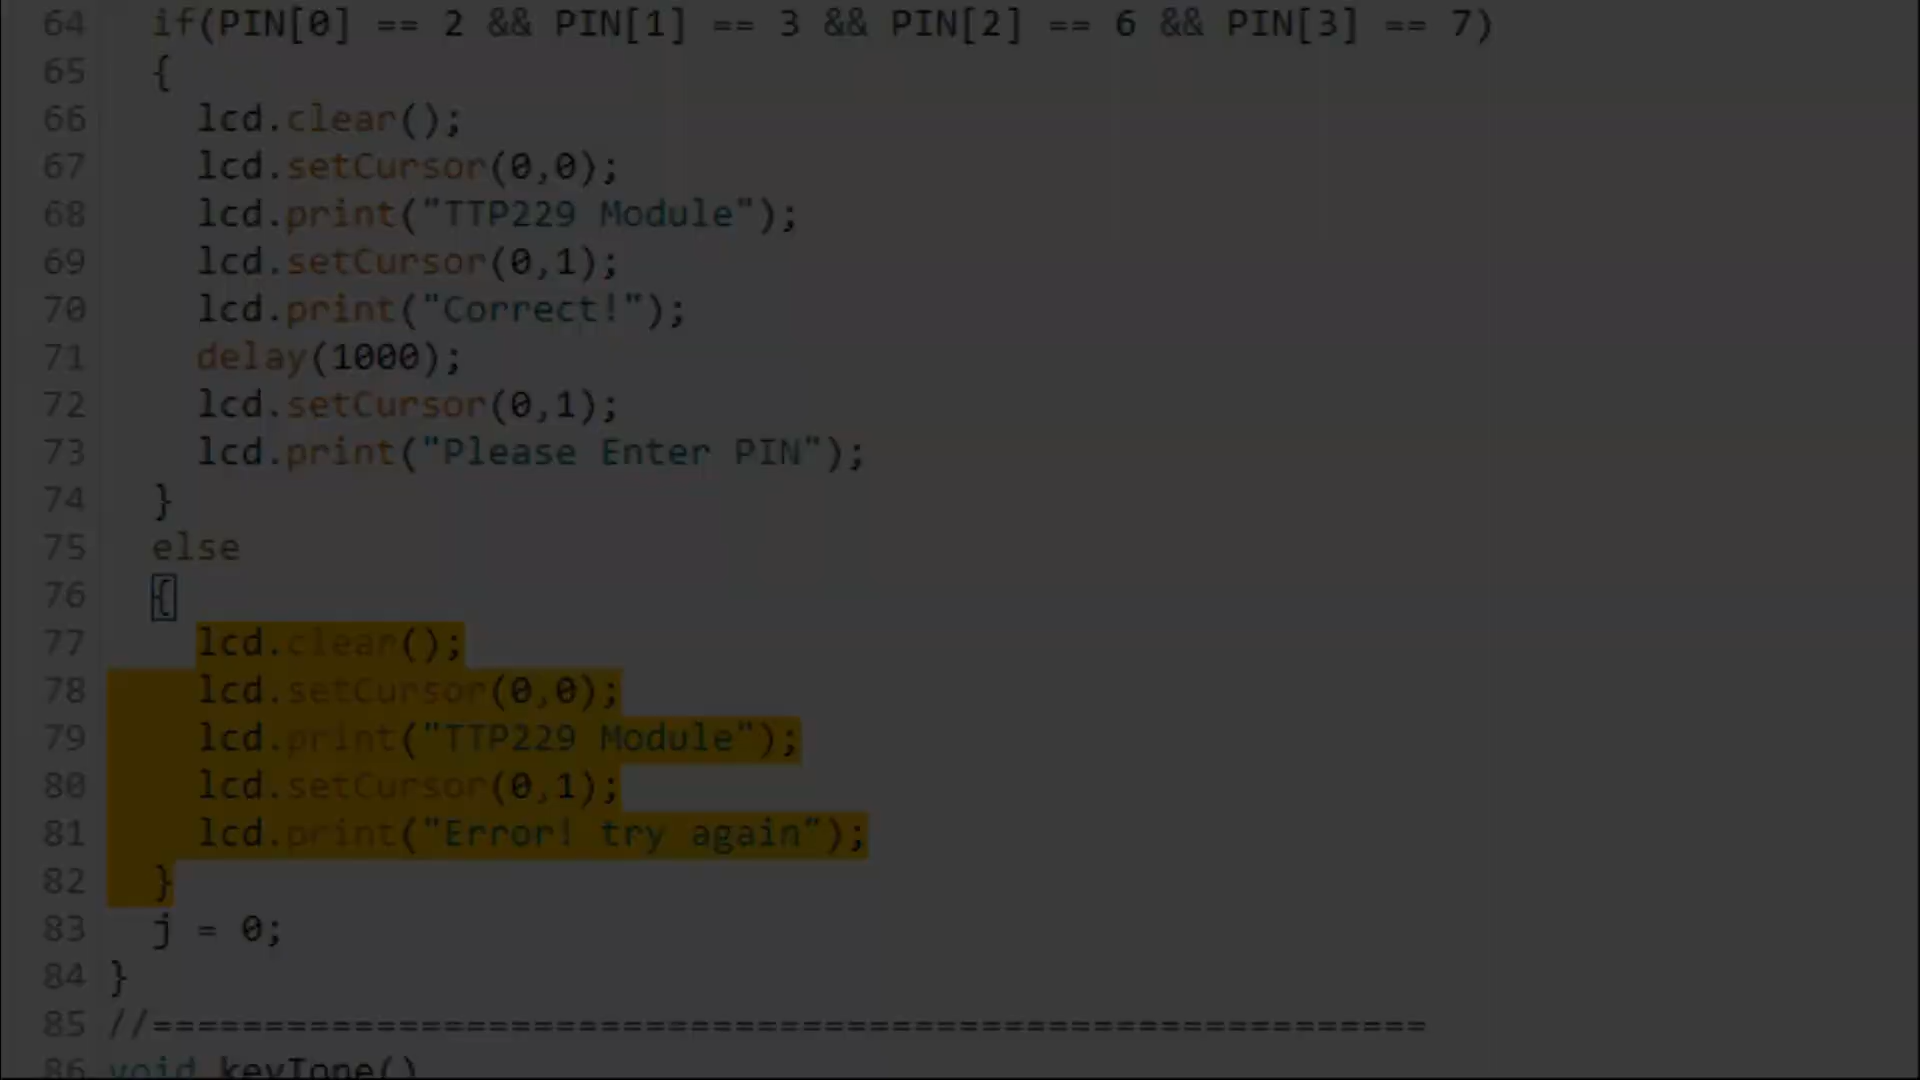 64 if(PIN[0] == 2 && PIN[1] == 3 && PIN[2] == 6 && PIN[3] == 7)
65 {
66 lcd.clear();
67 lcd.setCursor(0,0);
68 lcd.print("TTP229 Module");
69 lcd.setCursor(0,1);
70 lcd.print("Correct!");
71 delay(1000);
72 lcd.setCursor(0,1);
73 lcd.print("Please Enter PIN");
74 }
75 else
76 {
77 lcd.clear();
78 lcd.setCursor(0,0);
79 lcd.print("TTP229 Module");
80 lcd.setCursor(0,1);
81 lcd.print("Error! try again");
82 }
83 j = 0;
84 }
85 //=========================================================
86 void keyTone()